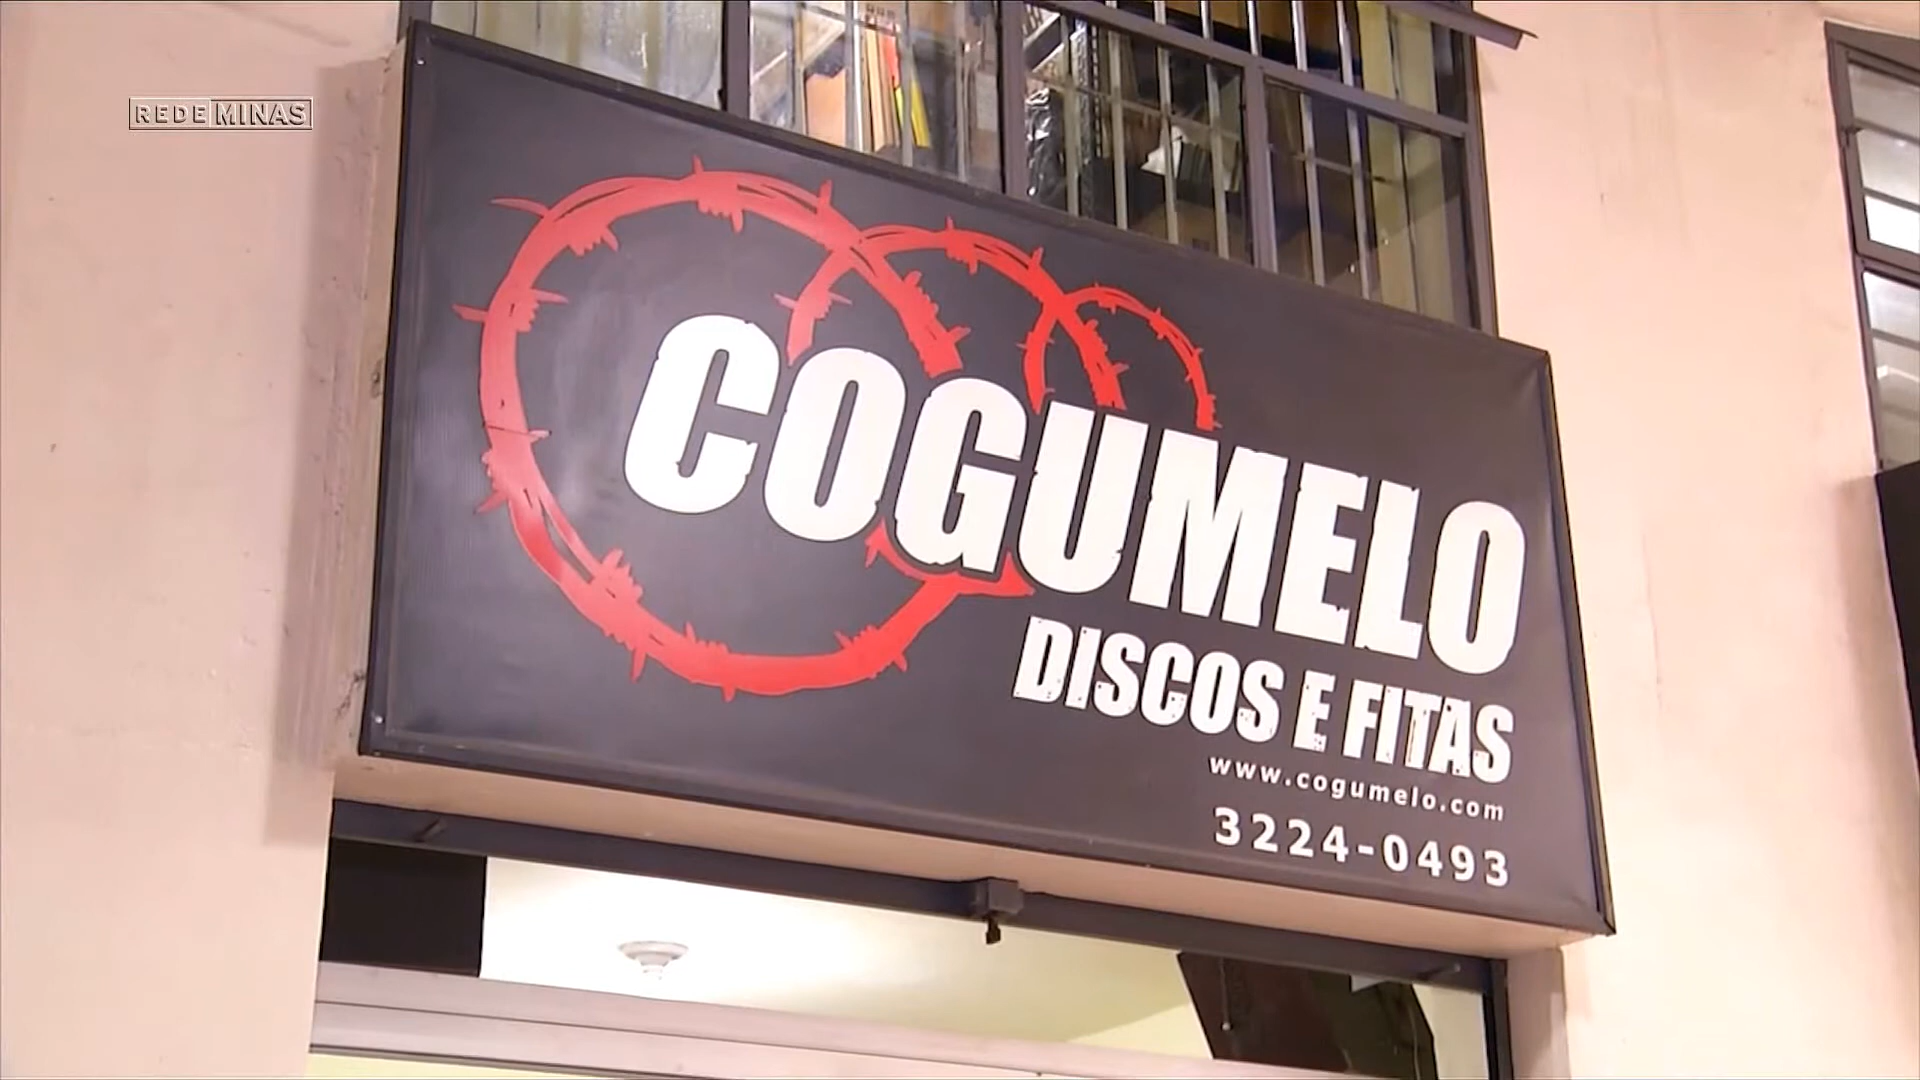 REDE MINAS
COGUMELO
DISCOS E FITAS
www.cogumelo.com
3224-0493